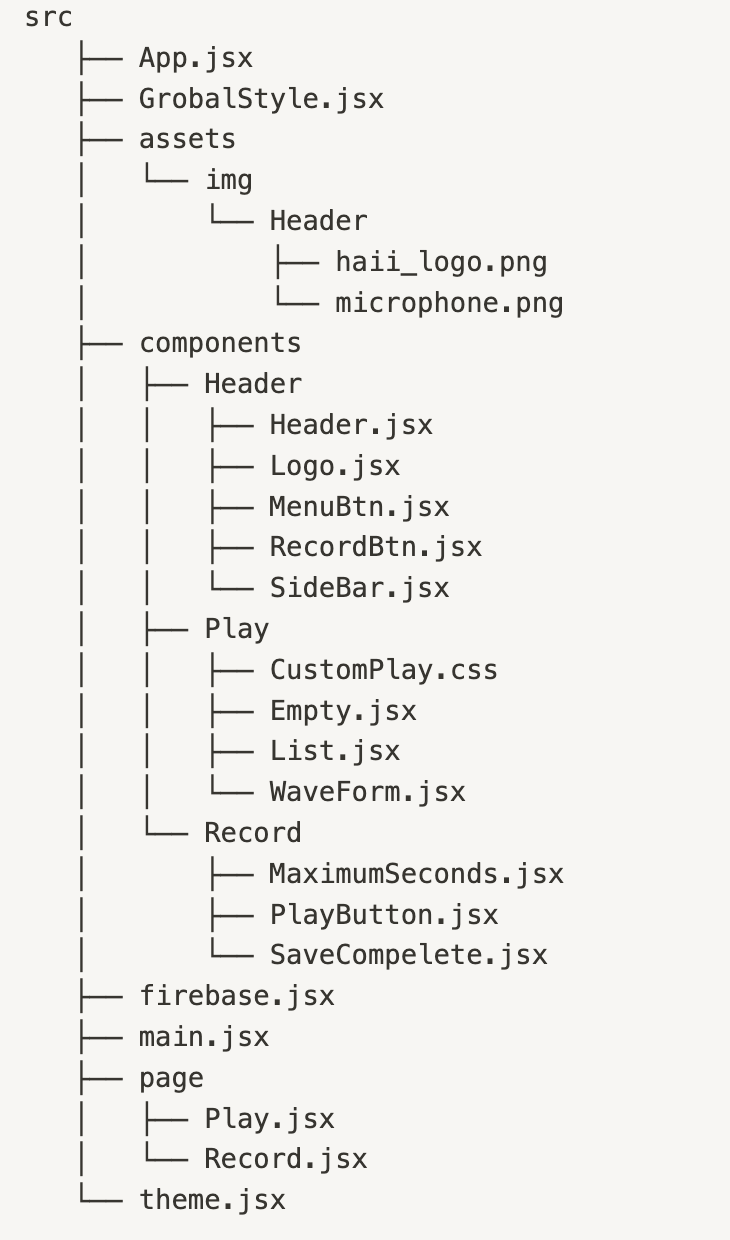 src
├── App.jsx
├── GrobalStyle.jsx
├── assets
│   └── img
│       └── Header
│           ├── haii_logo.png
│           └── microphone.png
├── components
│   ├── Header
│   │   ├── Header.jsx
│   │   ├── Logo.jsx
│   │   ├── MenuBtn.jsx
│   │   ├── RecordBtn.jsx
│   │   └── SideBar.jsx
│   ├── Play
│   │   ├── CustomPlay.css
│   │   ├── Empty.jsx
│   │   ├── List.jsx
│   │   └── WaveForm.jsx
│   └── Record
│       ├── MaximumSeconds.jsx
│       ├── PlayButton.jsx
│       └── SaveCompelete.jsx
├── firebase.jsx
├── main.jsx
├── page
│   ├── Play.jsx
│   └── Record.jsx
└── theme.jsx